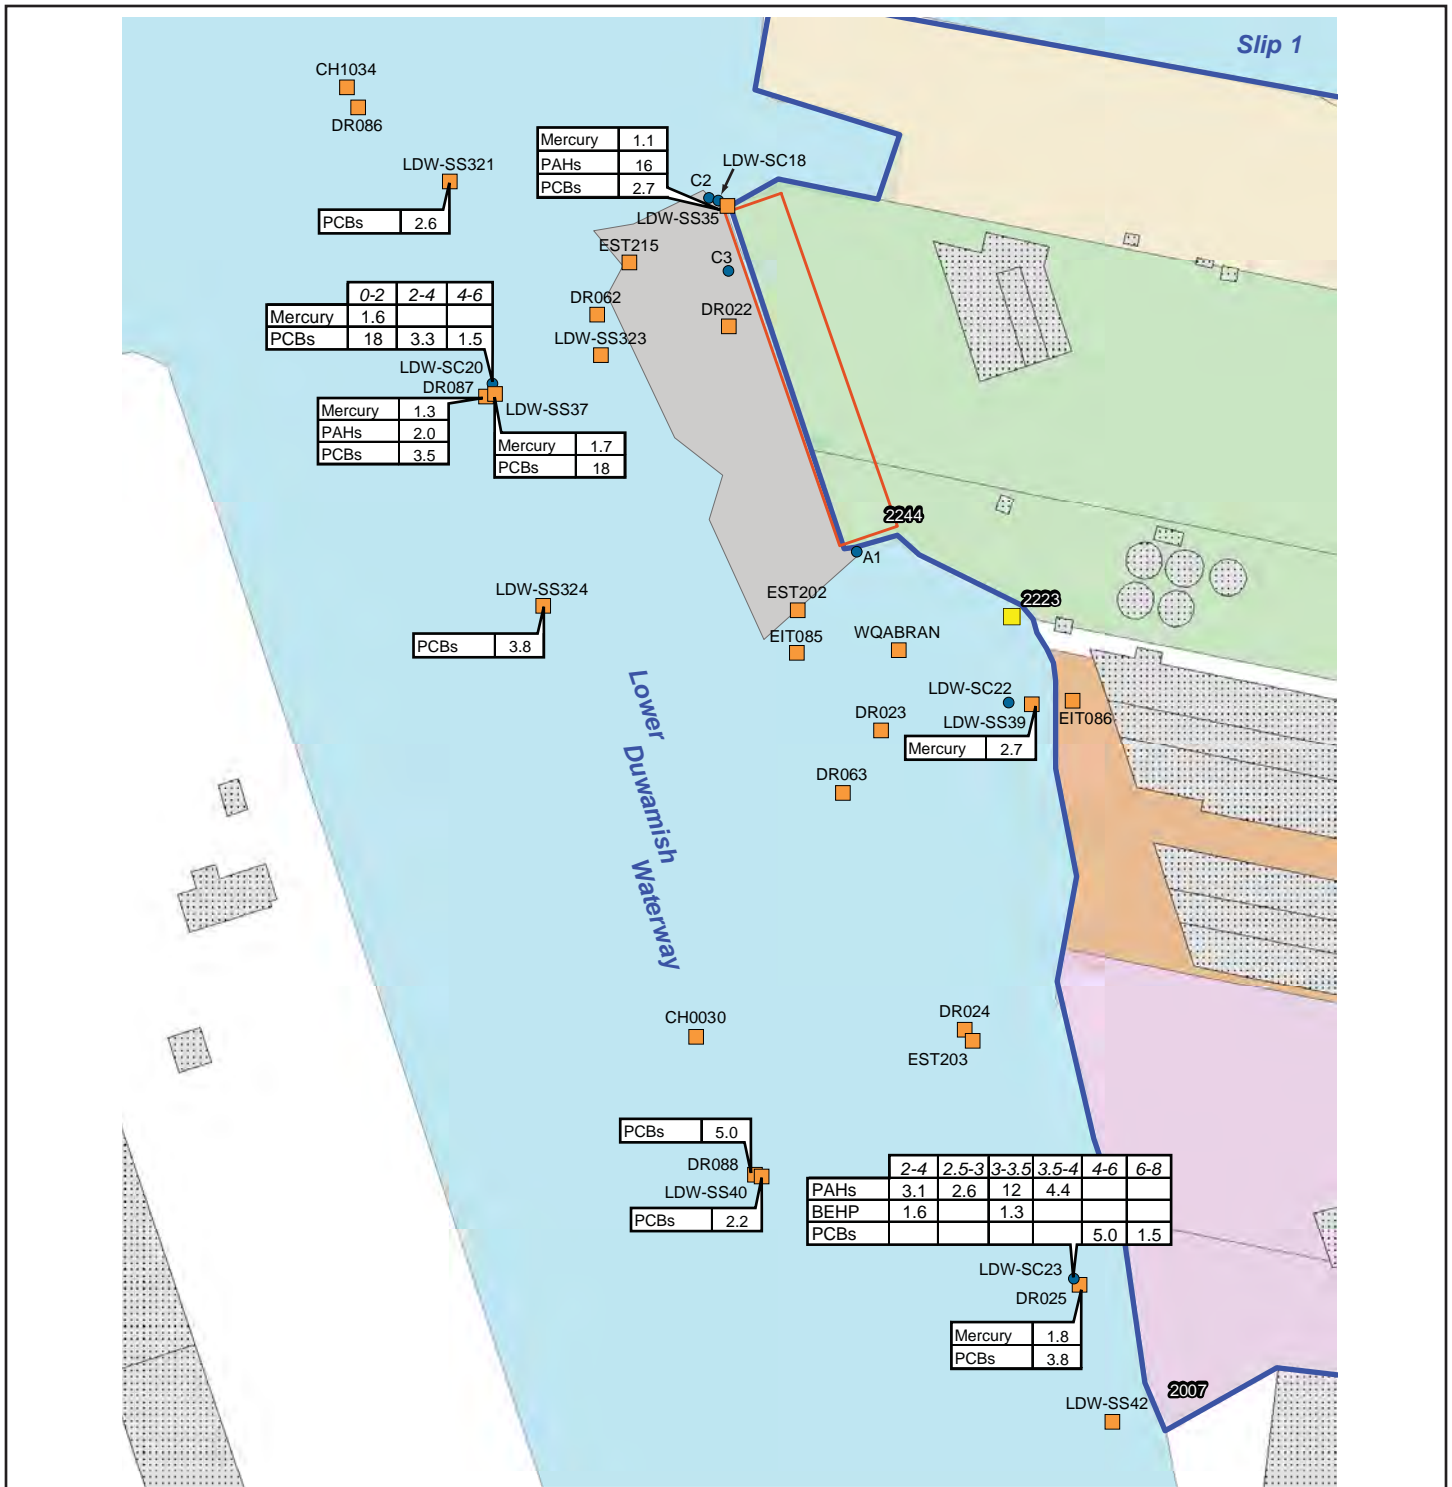 Slip 1
CH1034
DR086
LDW-SS321
PCBs 2.6
Mercury 1.1
PAHs 16
PCBs 2.7
LDW-SC18
C2
LDW-SS35
EST215
C3
DR062
DR022
LDW-SS323
0-2 2-4 4-6
Mercury 1.6
PCBs 18 3.3 1.5
LDW-SC20
DR087
LDW-SS37
Mercury 1.3
PAHs 2.0
PCBs 3.5
Mercury 1.7
PCBs 18
2244
A1
LDW-SS324
PCBs 3.8
EST202
2223
EIT085
WQABRAN
LDW-SC22
LDW-SS39
EIT086
Mercury 2.7
DR023
DR063
Lower
Duwamish
Waterway
CH0030
DR024
EST203
PCBs 5.0
DR088
LDW-SS40
PCBs 2.2
2-4 2.5-3 3-3.5 3.5-4 4-6 6-8
PAHs 3.1 2.6 12 4.4
BEHP 1.6 1.3
PCBs 5.0 1.5
LDW-SC23
DR025
Mercury 1.8
PCBs 3.8
2007
LDW-SS42